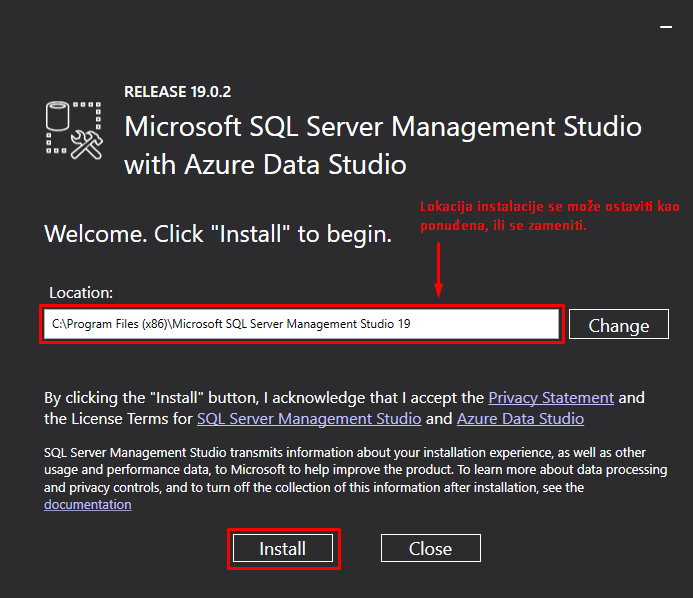 RELEASE 19.0.2
Microsoft SQL Server Management Studio
with Azure Data Studio
Lokacija instalacije se može ostaviti kao
ponuđena, ili se zameniti.
Welcome. Click "Install" to begin.
Location:
C:\Program Files (x86)\Microsoft SQL Server Management Studio 19
Change
By clicking the "Install" button, I acknowledge that I accept the Privacy Statement and
the License Terms for SQL Server Management Studio and Azure Data Studio
SQL Server Management Studio transmits information about your installation experience, as well as other
usage and performance data, to Microsoft to help improve the product. To learn more about data processing
and privacy controls, and to turn off the collection of this information after installation, see the
documentation
Install
Close